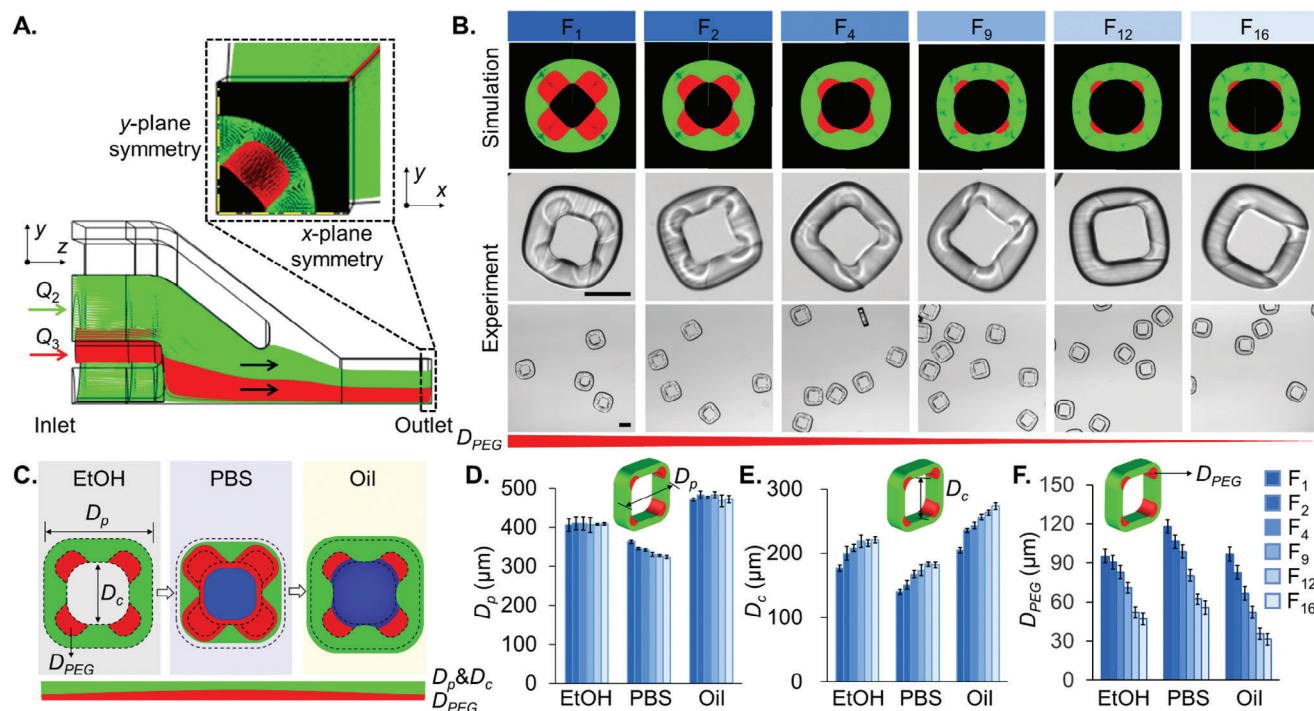 A.
y-plane
symmetry
y
x
x-plane
symmetry
y
z
Q2
Q3
Inlet
Outlet
B.
F1 F2 F4 F9 F12 F16
Simulation
Experiment
DPEG
C.
EtOH PBS Oil
Dp
Dc
DPEG
Dp&Dc
DPEG
D.
Dp
Dp (µm)
500
400
300
200
100
0
EtOH PBS Oil
E.
Dc
Dc (µm)
300
200
100
0
EtOH PBS Oil
F.
DPEG
DPEG (µm)
150
120
90
60
30
0
EtOH PBS Oil
F1
F2
F4
F9
F12
F16